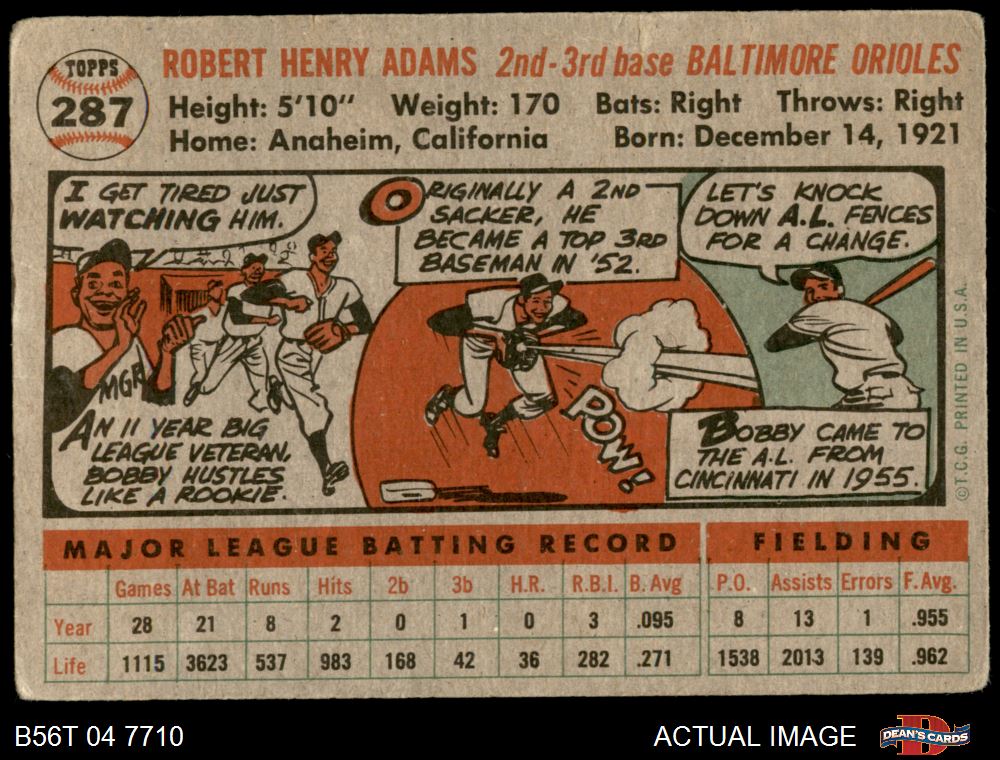 TOPPS
287
ROBERT HENRY ADAMS 2nd-3rd base BALTIMORE ORIOLES
Height: 5'10" Weight: 170 Bats: Right Throws: Right
Home: Anaheim, California Born: December 14, 1921
I GET TIRED JUST
WATCHING HIM.
MGR
AN 11 YEAR BIG
LEAGUE VETERAN,
BOBBY HUSTLES
LIKE A ROOKIE.
ORIGINALLY A 2ND
SACKER, HE
BECAME A TOP 3RD
BASEMAN IN '52.
POW!
LET'S KNOCK
DOWN A.L. FENCES
FOR A CHANGE.
BOBBY CAME TO
THE A.L. FROM
CINCINNATI IN 1955.
©T.C.G. PRINTED IN U.S.A.
MAJOR LEAGUE BATTING RECORD FIELDING
Games At Bat Runs Hits 2b 3b H.R. R.B.I. B. Avg P.O. Assists Errors F. Avg.
Year 28 21 8 2 0 1 0 3 .095 8 13 1 .955
Life 1115 3623 537 983 168 42 36 282 .271 1538 2013 139 .962
B56T 04 7710 ACTUAL IMAGE DEAN'S CARDS